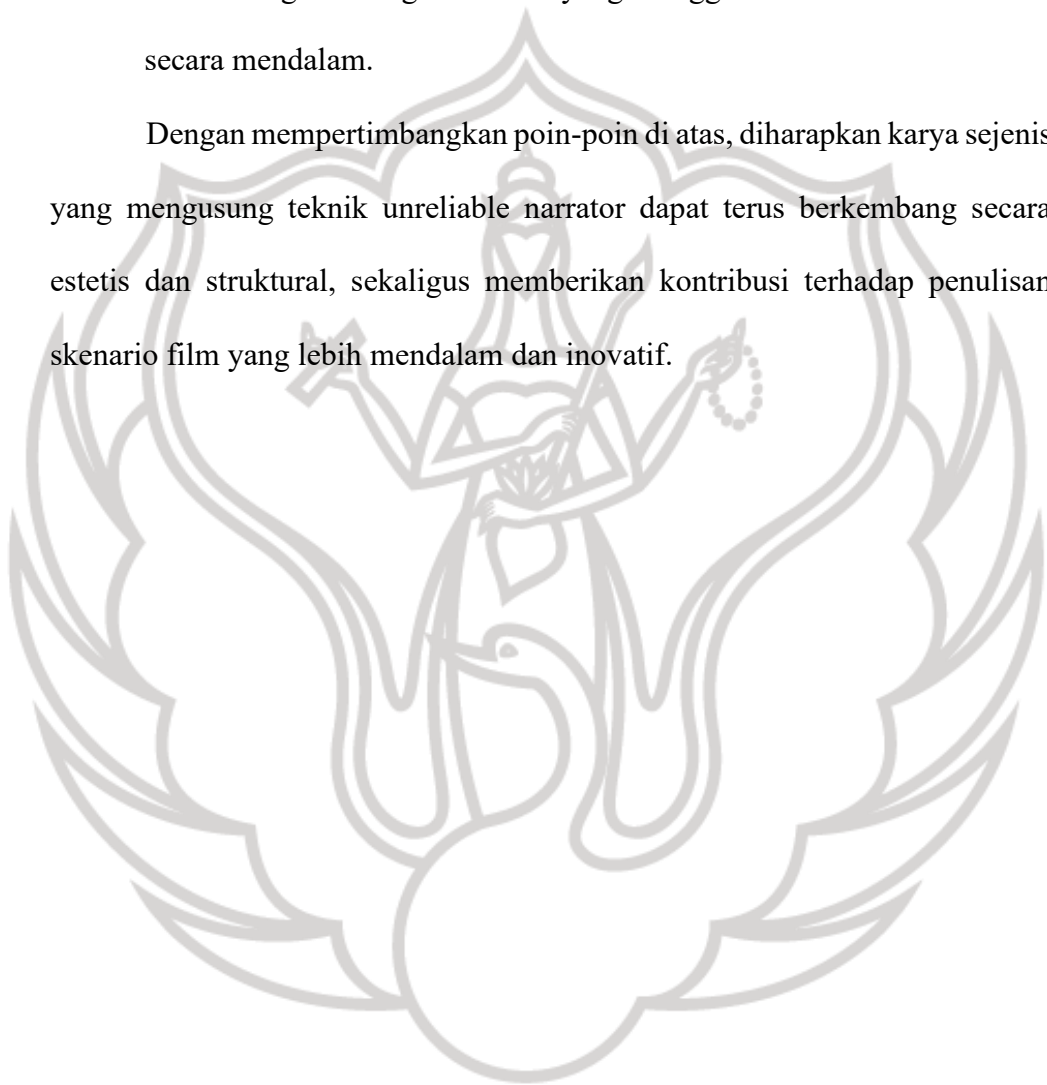 secara mendalam.
Dengan mempertimbangkan poin-poin di atas, diharapkan karya sejenis
yang mengusung teknik unreliable narrator dapat terus berkembang secara
estetis dan struktural, sekaligus memberikan kontribusi terhadap penulisan
skenario film yang lebih mendalam dan inovatif.